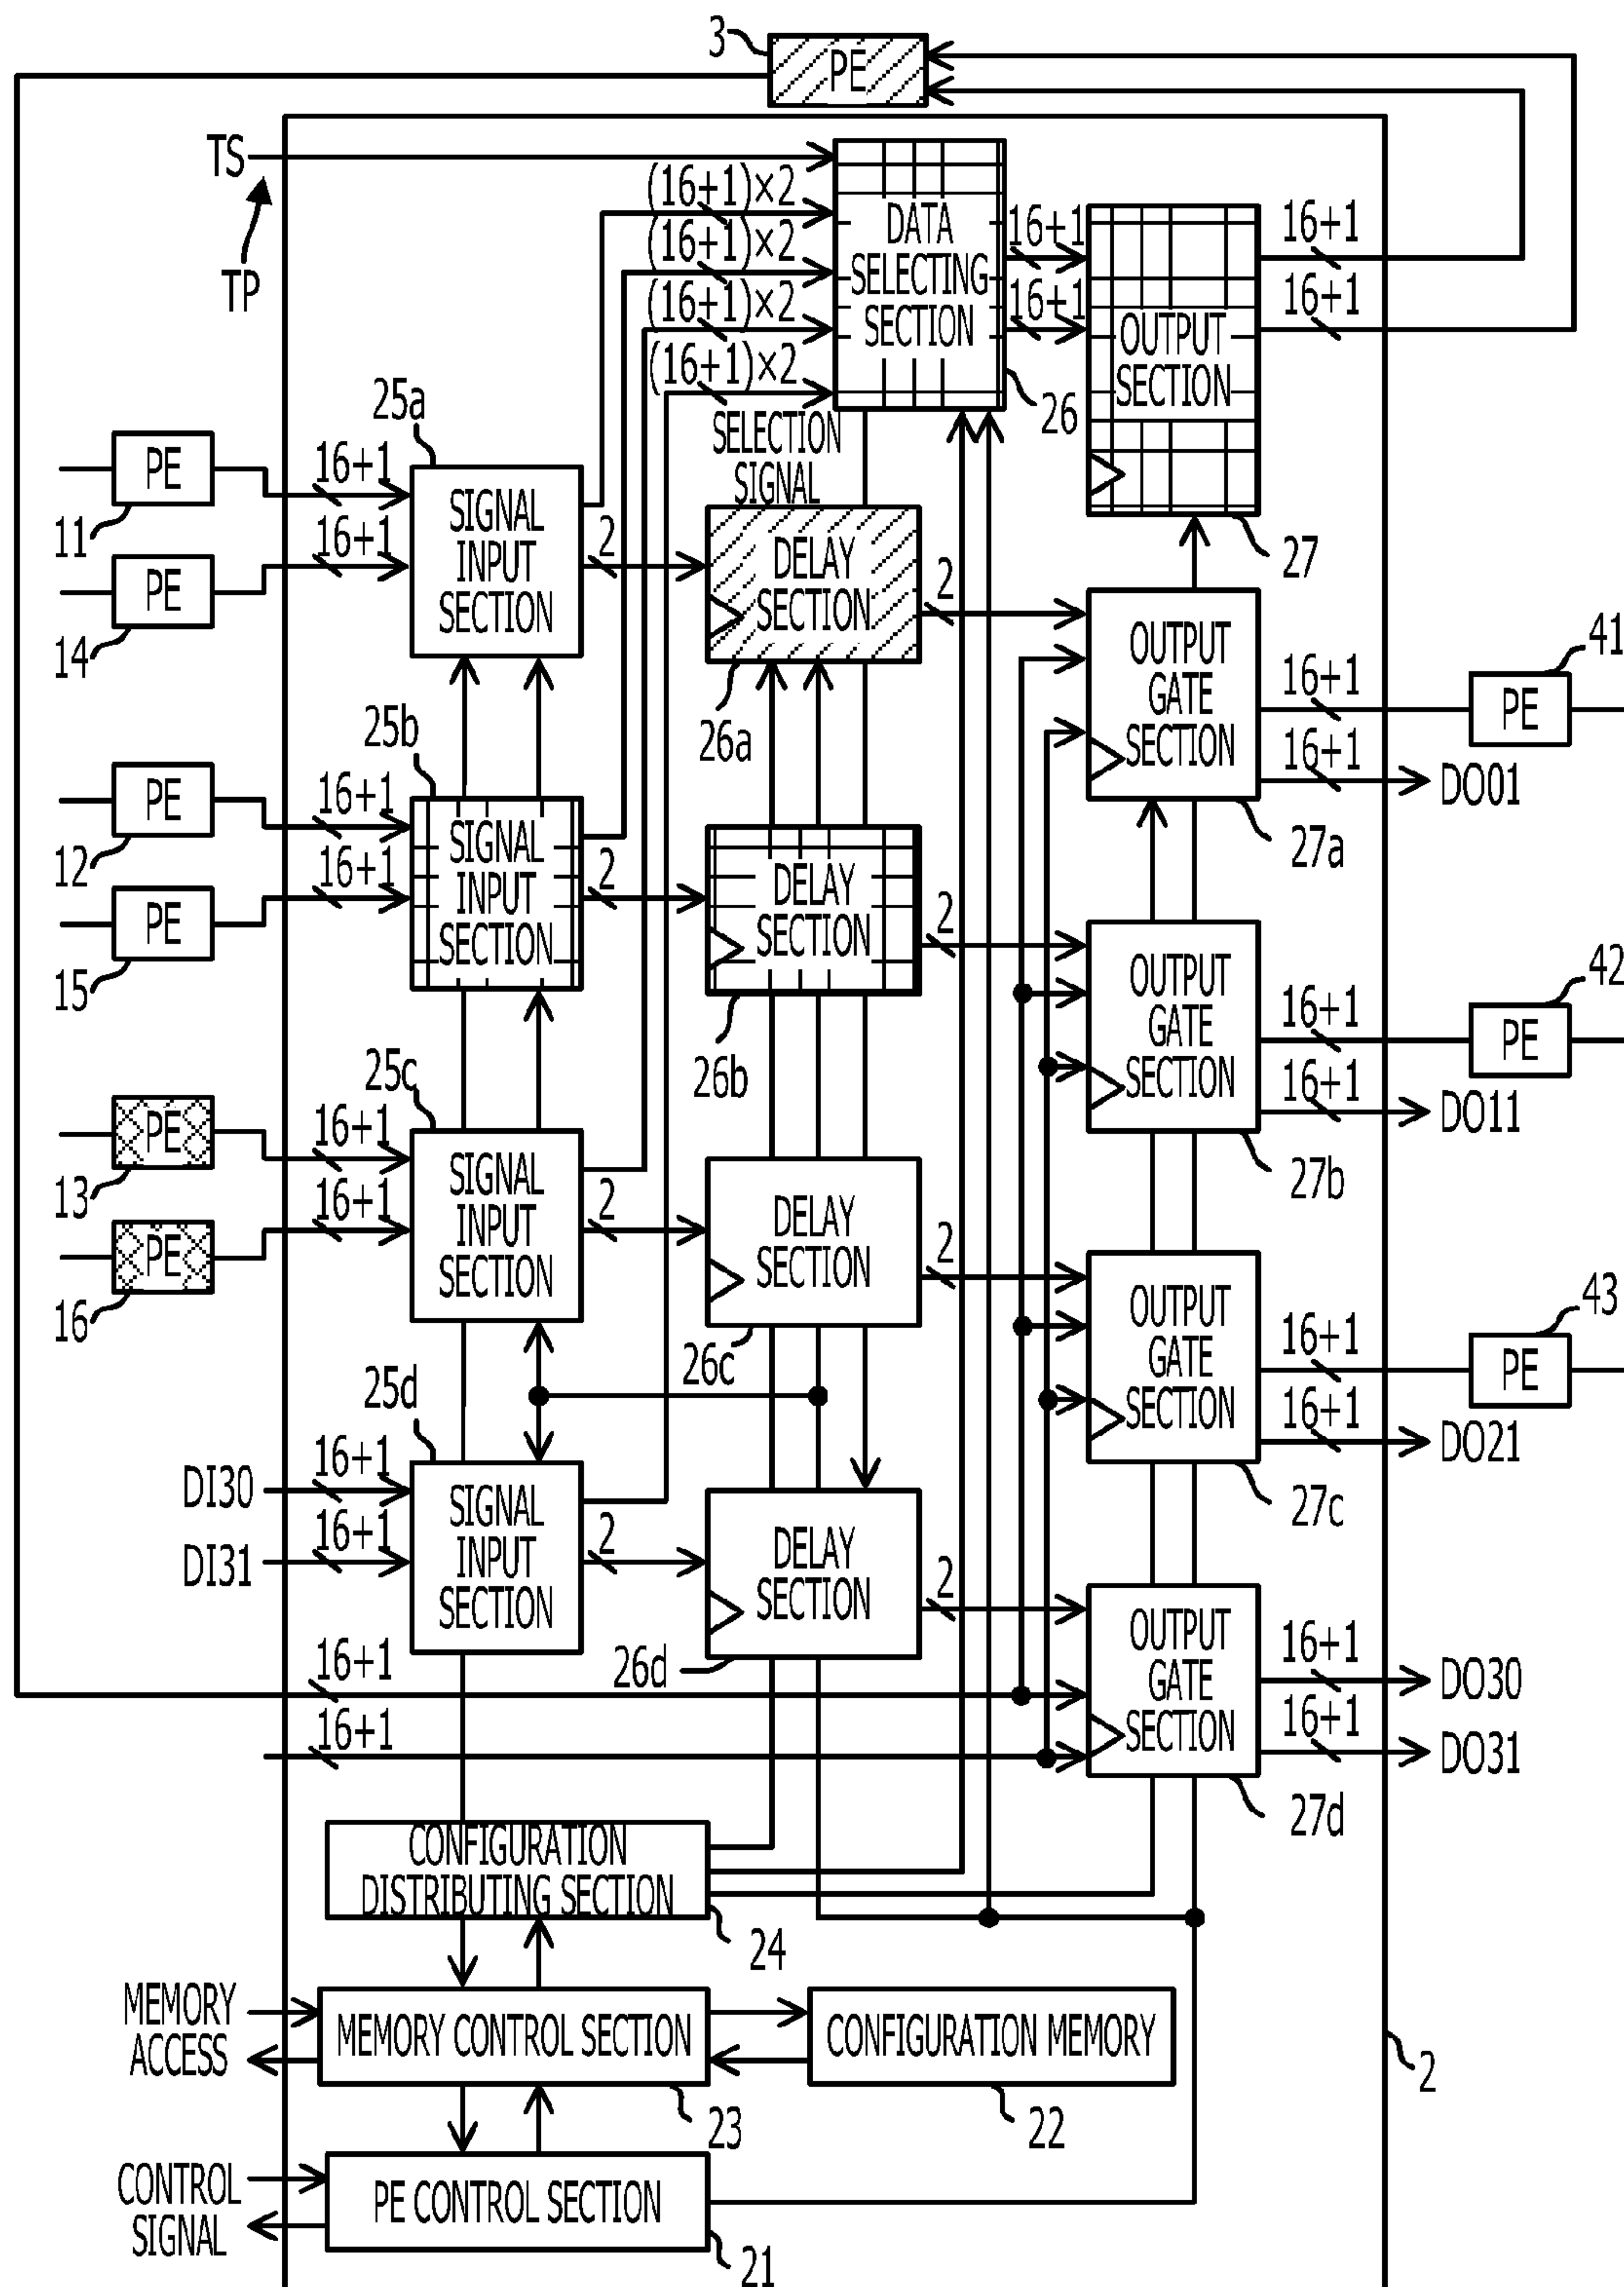 3
PE
TS
TP
(16+1)×2
(16+1)×2
(16+1)×2
(16+1)×2
DATA
SELECTING
SECTION
26
16+1
16+1
OUTPUT
SECTION
27
16+1
16+1
SELECTION
SIGNAL
PE
11
PE
14
16+1
16+1
25a
SIGNAL
INPUT
SECTION
2
DELAY
SECTION
26a
2
OUTPUT
GATE
SECTION
27a
16+1
16+1
PE
41
DO01
PE
12
PE
15
16+1
16+1
25b
SIGNAL
INPUT
SECTION
2
DELAY
SECTION
26b
2
OUTPUT
GATE
SECTION
27b
16+1
16+1
PE
42
DO11
PE
13
PE
16
16+1
16+1
25c
SIGNAL
INPUT
SECTION
2
DELAY
SECTION
26c
2
OUTPUT
GATE
SECTION
27c
16+1
16+1
PE
43
DO21
DI30
DI31
16+1
16+1
25d
SIGNAL
INPUT
SECTION
2
DELAY
SECTION
26d
2
OUTPUT
GATE
SECTION
27d
16+1
16+1
DO30
DO31
16+1
16+1
CONFIGURATION
DISTRIBUTING SECTION
24
MEMORY
ACCESS
MEMORY CONTROL SECTION
23
CONFIGURATION MEMORY
22
2
CONTROL
SIGNAL
PE CONTROL SECTION
21